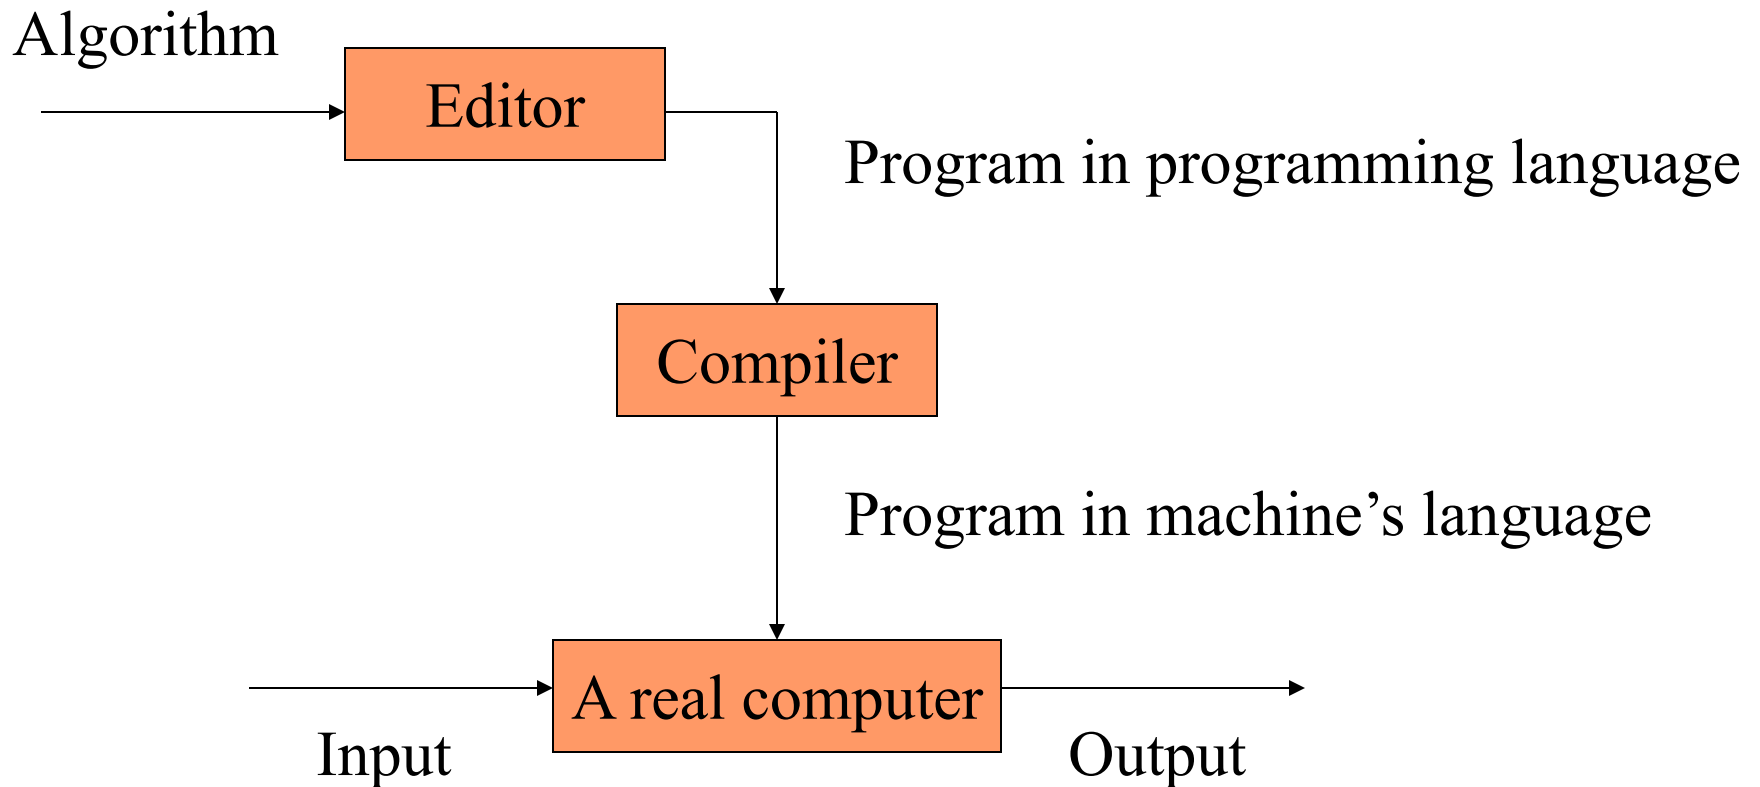 Algorithm
Editor
Program in programming language
Compiler
Program in machine’s language
A real computer
Input
Output